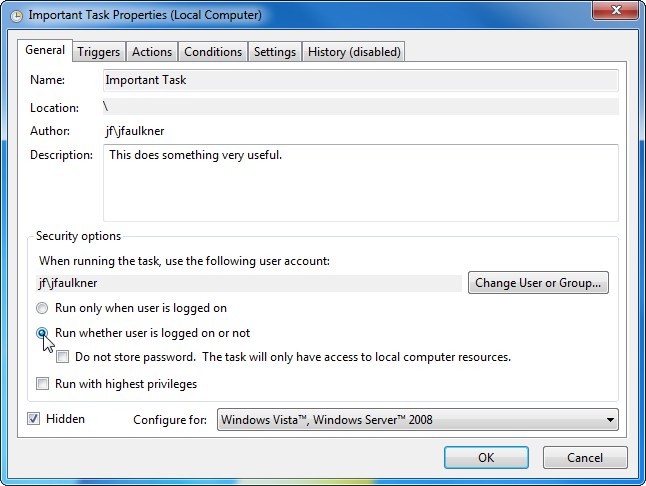 Important Task Properties (Local Computer)
General Triggers Actions Conditions Settings History (disabled)
Name: Important Task
Location: \
Author: jf\jfaulkner
Description: This does something very useful.
Security options
When running the task, use the following user account:
jf\jfaulkner Change User or Group...
Run only when user is logged on
Run whether user is logged on or not
Do not store password. The task will only have access to local computer resources.
Run with highest privileges
Hidden Configure for: Windows Vista™, Windows Server™ 2008
OK Cancel